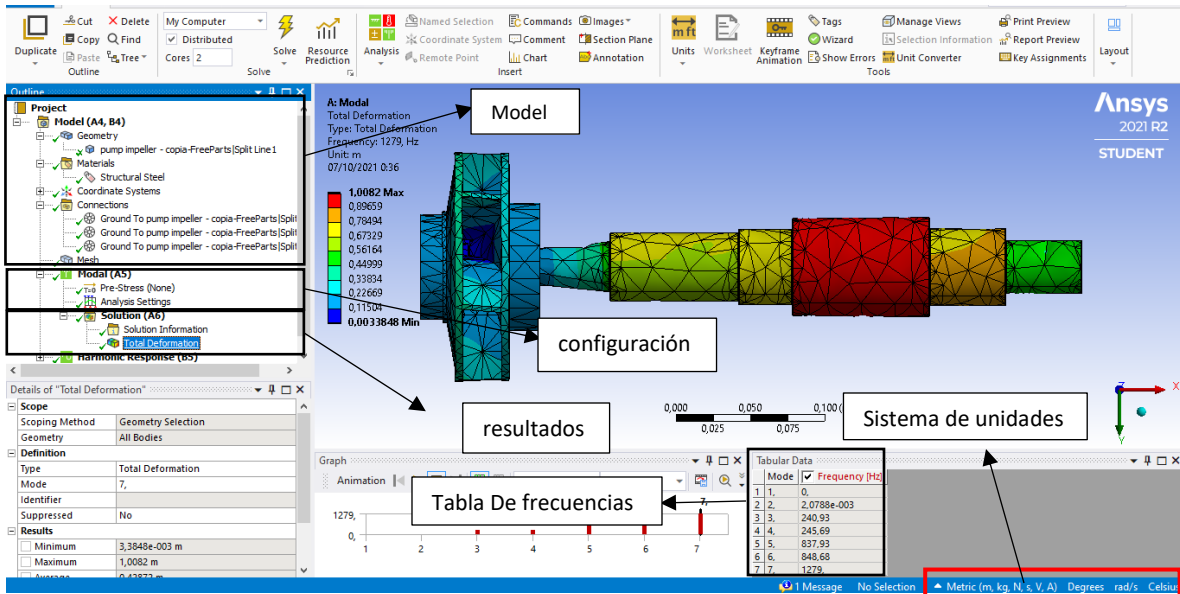 Cut
Delete
My Computer
Named Selection
Commands
Images
Tags
Manage Views
Print Preview
Copy
Find
Distributed
Coordinate System
Comment
Section Plane
Wizard
Selection Information
Report Preview
Duplicate
Paste
Tree
Cores 2
Solve
Resource Prediction
Analysis
Remote Point
Chart
Annotation
Units
Worksheet
Keyframe Animation
Show Errors
Unit Converter
Key Assignments
Layout
Outline
Solve
Insert
Tools
Outline
Project
Model (A4, B4)
Geometry
pump impeller - copia-FreeParts|Split Line1
Materials
Structural Steel
Coordinate Systems
Connections
Ground To pump impeller - copia-FreeParts|Split
Ground To pump impeller - copia-FreeParts|Split
Ground To pump impeller - copia-FreeParts|Split
Mesh
Modal (A5)
T=0 Pre-Stress (None)
Analysis Settings
Solution (A6)
Solution Information
Total Deformation
Harmonic Response (B5)
Details of "Total Deformation"
Scope
Scoping Method Geometry Selection
Geometry All Bodies
Definition
Type Total Deformation
Mode 7,
Identifier
Suppressed No
Results
Minimum 3,3848e-003 m
Maximum 1,0082 m
Average 0,42872 m
A: Modal
Total Deformation
Type: Total Deformation
Frequency: 1279, Hz
Unit: m
07/10/2021 0:36
1,0082 Max
0,89659
0,78494
0,67329
0,56164
0,44999
0,33834
0,22669
0,11504
0,0033848 Min
Model
configuración
resultados
Ansys
2021 R2
STUDENT
0,000
0,050
0,100 (
0,025
0,075
X
Y
Z
Sistema de unidades
Graph
Animation
Tabla De frecuencias
7,
1279,
0,
1
2
3
4
5
6
7
Tabular Data
Mode Frequency [Hz]
1 1, 0,
2 2, 2,0788e-003
3 3, 240,93
4 4, 245,69
5 5, 837,93
6 6, 848,68
7 7, 1279,
1 Message No Selection Metric (m, kg, N, s, V, A) Degrees rad/s Celsius